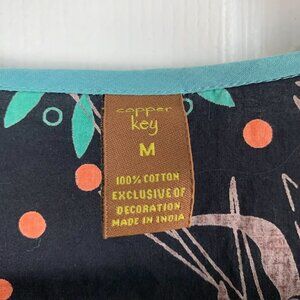 copper
key
M
100% COTTON
EXCLUSIVE OF
DECORATION
MADE IN INDIA